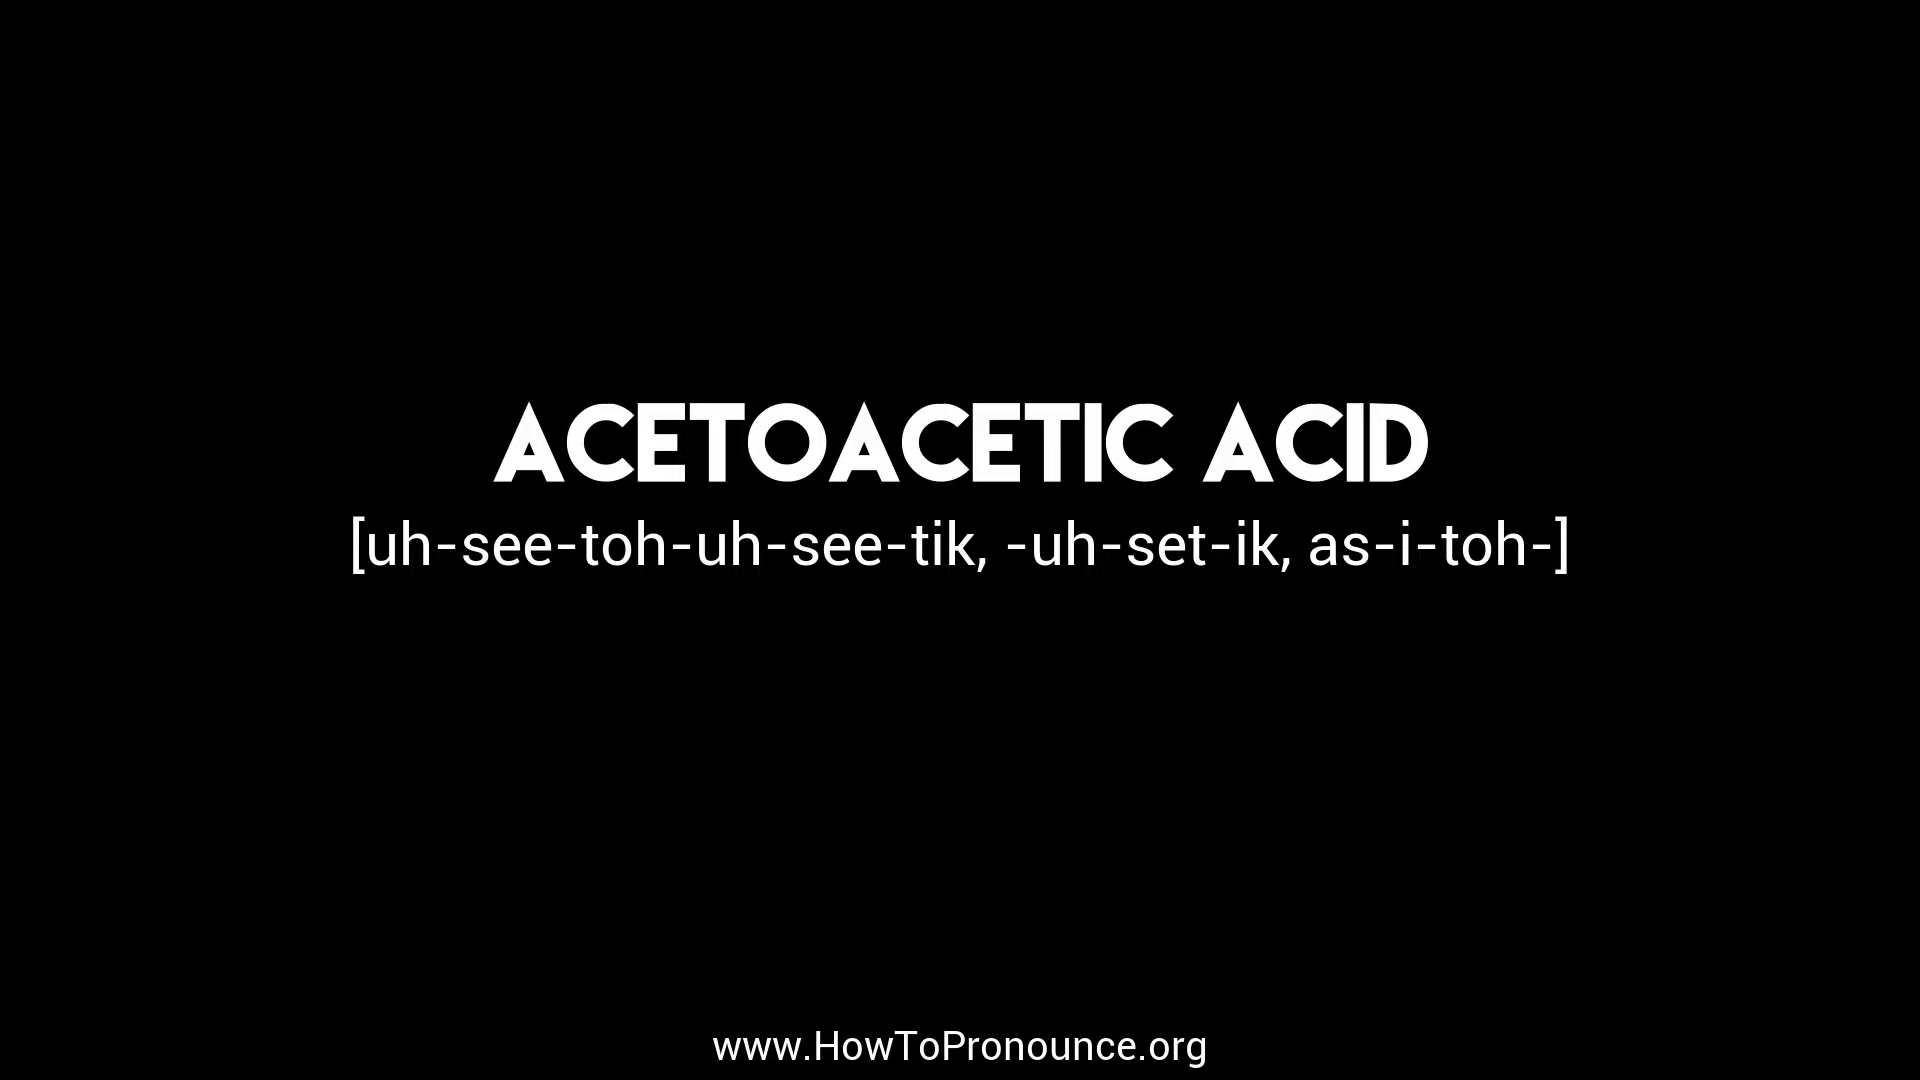 ACETOACETIC ACID
[uh-see-toh-uh-see-tik, -uh-set-ik, as-i-toh-]
www.HowToPronounce.org